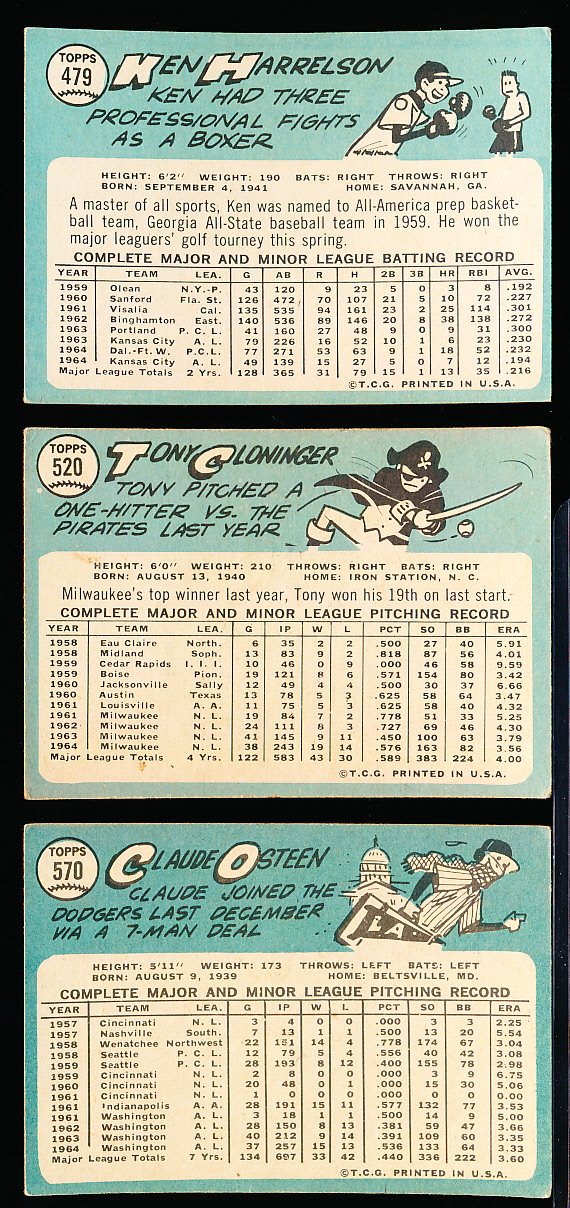 TOPPS
479
KEN HARRELSON
KEN HAD THREE
PROFESSIONAL FIGHTS
AS A BOXER
HEIGHT: 6'2" WEIGHT: 190 BATS: RIGHT THROWS: RIGHT
BORN: SEPTEMBER 4, 1941 HOME: SAVANNAH, GA.
A master of all sports, Ken was named to All-America prep basket-
ball team, Georgia All-State baseball team in 1959. He won the
major leaguers' golf tourney this spring.
COMPLETE MAJOR AND MINOR LEAGUE BATTING RECORD
YEAR TEAM LEA. G AB R H 2B 3B HR RBI AVG.
1959 Olean N.Y.-P. 43 120 9 23 5 0 3 8 .192
1960 Sanford Fla. St. 126 472 70 107 21 5 10 72 .227
1961 Visalia Cal. 135 535 94 161 23 2 25 114 .301
1962 Binghamton East. 140 536 89 146 20 8 38 138 .272
1963 Portland P. C. L. 41 160 27 48 9 0 9 31 .300
1963 Kansas City A. L. 79 226 16 52 10 1 6 23 .230
1964 Dal.-Ft. W. P.C.L. 77 271 53 63 9 1 18 52 .232
1964 Kansas City A. L. 49 139 15 27 5 0 7 12 .194
Major League Totals 2 Yrs. 128 365 31 79 15 1 13 35 .216
©T.C.G. PRINTED IN U.S.A.
TOPPS
520
TONY CLONINGER
TONY PITCHED A
ONE-HITTER VS. THE
PIRATES LAST YEAR
HEIGHT: 6'0" WEIGHT: 210 THROWS: RIGHT BATS: RIGHT
BORN: AUGUST 13, 1940 HOME: IRON STATION, N. C.
Milwaukee's top winner last year, Tony won his 19th on last start.
COMPLETE MAJOR AND MINOR LEAGUE PITCHING RECORD
YEAR TEAM LEA. G IP W L PCT SO BB ERA
1958 Eau Claire North. 6 35 2 2 .500 27 40 5.91
1958 Midland Soph. 13 83 9 2 .818 87 56 4.01
1959 Cedar Rapids I. I. I. 10 46 0 9 .000 46 58 9.59
1959 Boise Pion. 19 121 8 6 .571 154 80 3.42
1960 Jacksonville Sally 12 49 4 4 .500 30 37 6.66
1960 Austin Texas 13 78 5 3 .625 58 64 3.47
1961 Louisville A. A. 11 75 5 3 .625 58 40 4.32
1961 Milwaukee N. L. 19 84 7 2 .778 51 33 5.25
1962 Milwaukee N. L. 24 111 8 3 .727 69 46 4.30
1963 Milwaukee N. L. 41 145 9 11 .450 100 63 3.79
1964 Milwaukee N. L. 38 243 19 14 .576 163 82 3.56
Major League Totals 4 Yrs. 122 583 43 30 .589 383 224 4.00
©T.C.G. PRINTED IN U.S.A.
TOPPS
570
CLAUDE OSTEEN
CLAUDE JOINED THE
DODGERS LAST DECEMBER
VIA A 7-MAN DEAL
L.A.
HEIGHT: 5'11" WEIGHT: 173 THROWS: LEFT BATS: LEFT
BORN: AUGUST 9, 1939 HOME: BELTSVILLE, MD.
COMPLETE MAJOR AND MINOR LEAGUE PITCHING RECORD
YEAR TEAM LEA. G IP W L PCT SO BB ERA
1957 Cincinnati N. L. 3 4 0 0 .000 3 3 2.25
1957 Nashville South. 7 13 1 1 .500 13 20 5.54
1958 Wenatchee Northwest 22 151 14 4 .778 174 67 3.04
1958 Seattle P. C. L. 12 79 5 4 .556 40 42 3.08
1959 Seattle P. C. L. 28 193 8 12 .400 155 78 2.98
1959 Cincinnati N. L. 2 8 0 0 .000 3 9 6.75
1960 Cincinnati N. L. 20 48 0 1 .000 15 30 5.06
1961 Cincinnati N. L. 1 0 0 0 .000 0 0 0.00
1961 Indianapolis A. A. 28 191 15 11 .577 132 77 3.53
1961 Washington A. L. 3 18 1 1 .500 14 9 5.00
1962 Washington A. L. 28 150 8 13 .381 59 47 3.66
1963 Washington A. L. 40 212 9 14 .391 109 60 3.35
1964 Washington A. L. 37 257 15 13 .536 133 64 3.33
Major League Totals 7 Yrs. 134 697 33 42 .440 336 222 3.60
©T.C.G. PRINTED IN U.S.A.